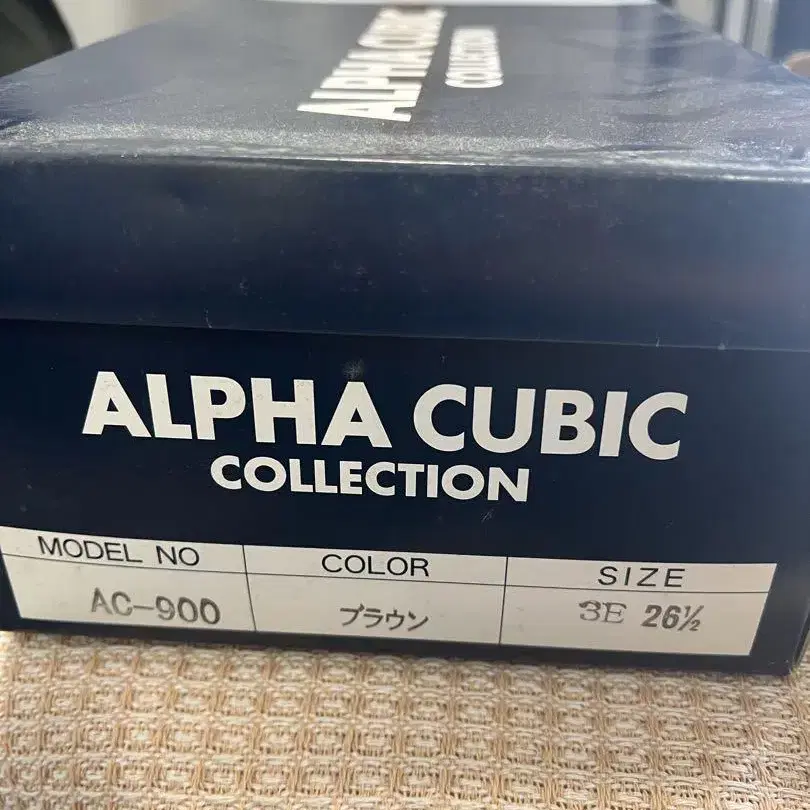 ALPHA CUBIC
COLLECTION
ALPHA CUBIC
COLLECTION
MODEL NO COLOR SIZE
AC-900 ブラウン 3E 26½